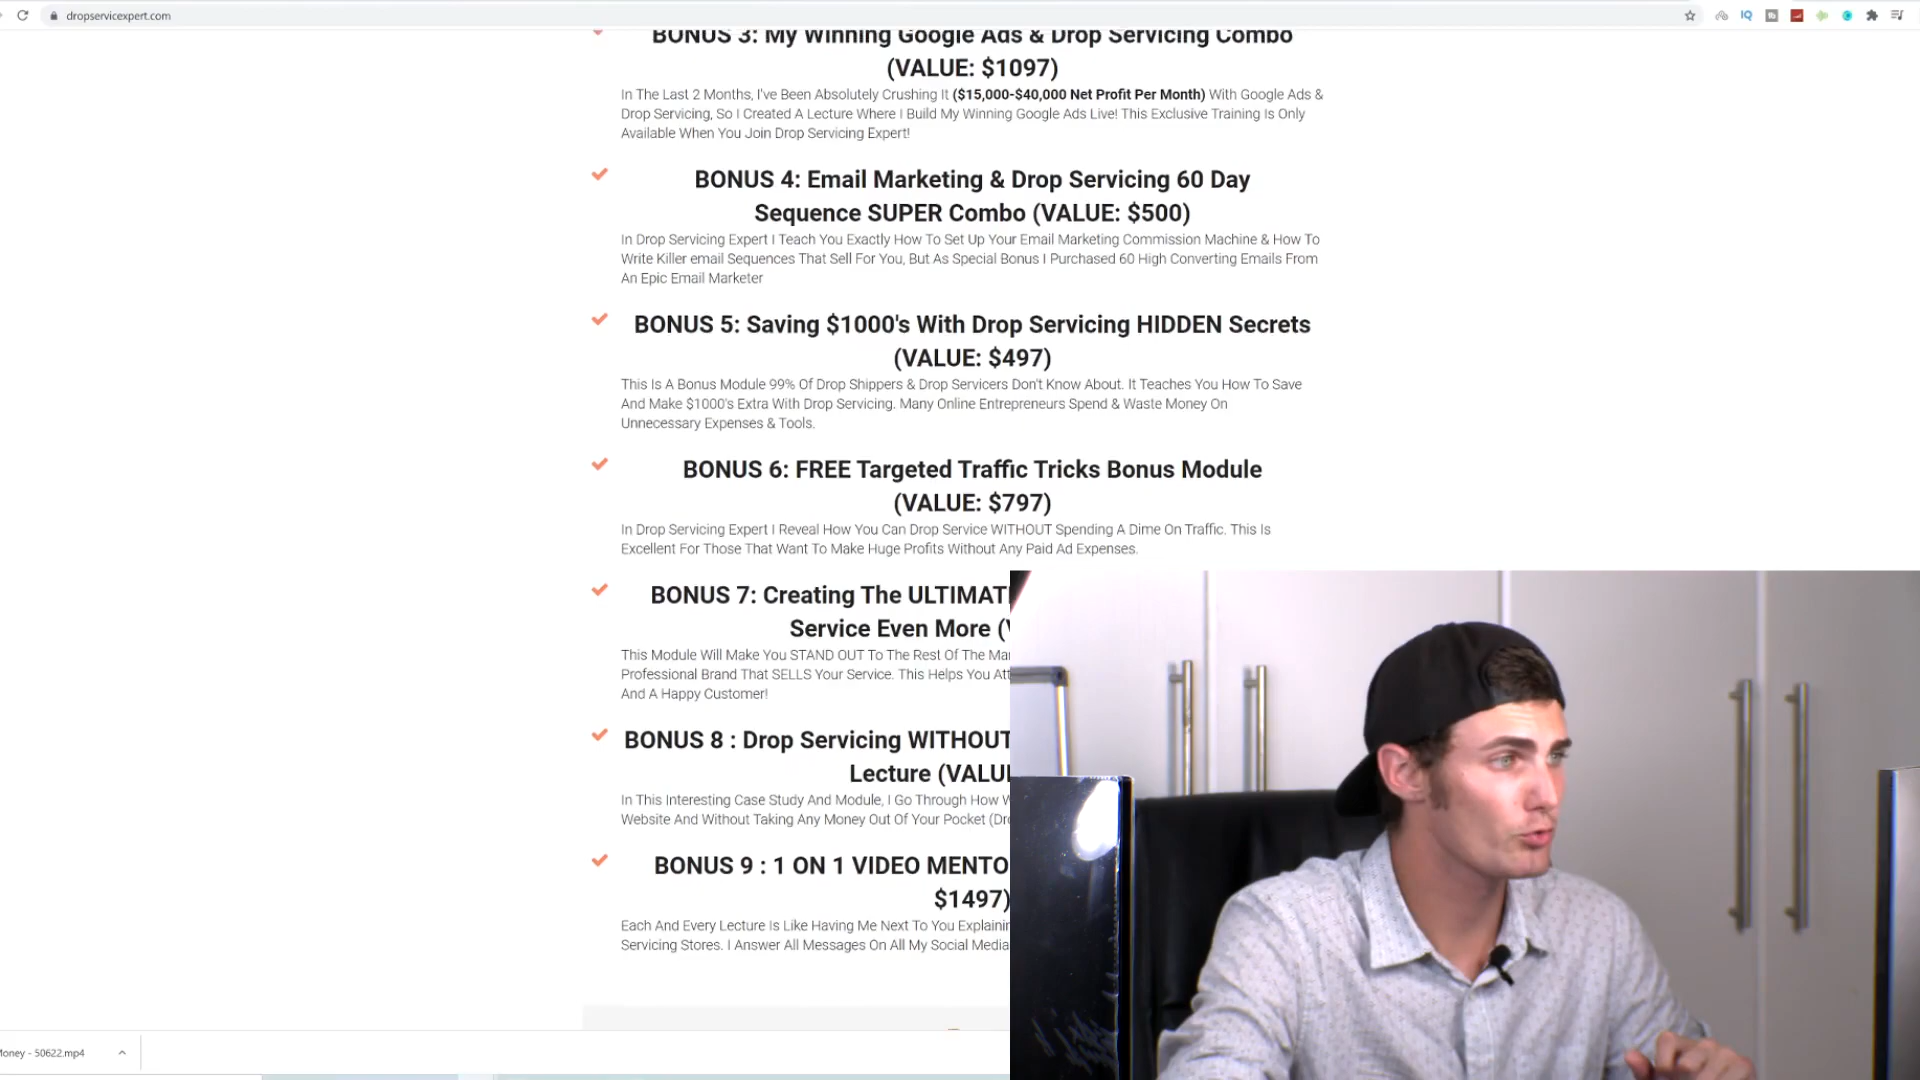 dropservicexpert.com
IQ
BONUS 3: My Winning Google Ads & Drop Servicing Combo
(VALUE: $1097)
In The Last 2 Months, I've Been Absolutely Crushing It ($15,000-$40,000 Net Profit Per Month) With Google Ads &
Drop Servicing, So I Created A Lecture Where I Build My Winning Google Ads Live! This Exclusive Training Is Only
Available When You Join Drop Servicing Expert!
BONUS 4: Email Marketing & Drop Servicing 60 Day
Sequence SUPER Combo (VALUE: $500)
In Drop Servicing Expert I Teach You Exactly How To Set Up Your Email Marketing Commission Machine & How To
Write Killer email Sequences That Sell For You, But As Special Bonus I Purchased 60 High Converting Emails From
An Epic Email Marketer
BONUS 5: Saving $1000's With Drop Servicing HIDDEN Secrets
(VALUE: $497)
This Is A Bonus Module 99% Of Drop Shippers & Drop Servicers Don't Know About. It Teaches You How To Save
And Make $1000's Extra With Drop Servicing. Many Online Entrepreneurs Spend & Waste Money On
Unnecessary Expenses & Tools.
BONUS 6: FREE Targeted Traffic Tricks Bonus Module
(VALUE: $797)
In Drop Servicing Expert I Reveal How You Can Drop Service WITHOUT Spending A Dime On Traffic. This Is
Excellent For Those That Want To Make Huge Profits Without Any Paid Ad Expenses.
BONUS 7: Creating The ULTIMAT
Service Even More (
This Module Will Make You STAND OUT To The Rest Of The Ma
Professional Brand That SELLS Your Service. This Helps You At
And A Happy Customer!
BONUS 8 : Drop Servicing WITHOUT
Lecture (VALU
In This Interesting Case Study And Module, I Go Through How
Website And Without Taking Any Money Out Of Your Pocket (Dr
BONUS 9 : 1 ON 1 VIDEO MENTO
$1497)
Each And Every Lecture Is Like Having Me Next To You Explainin
Servicing Stores. I Answer All Messages On All My Social Media
Money - 50622.mp4